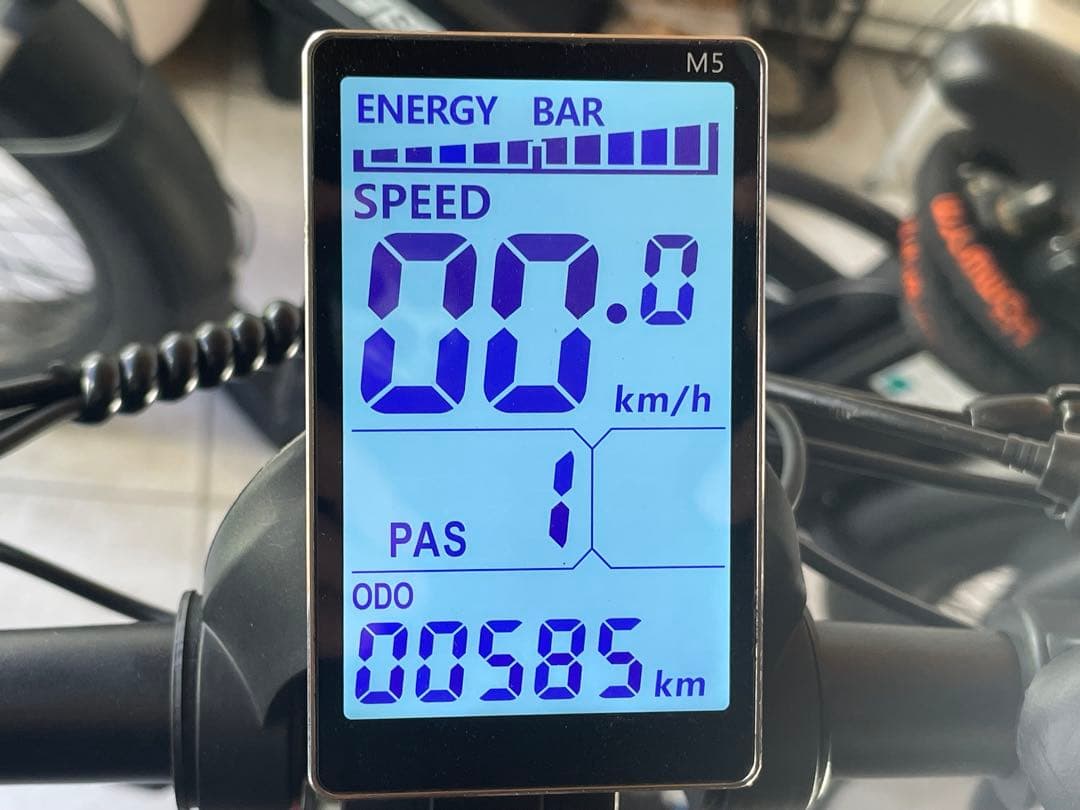 M5
ENERGY BAR
SPEED
00.0
km/h
1
PAS
ODO
00585 km